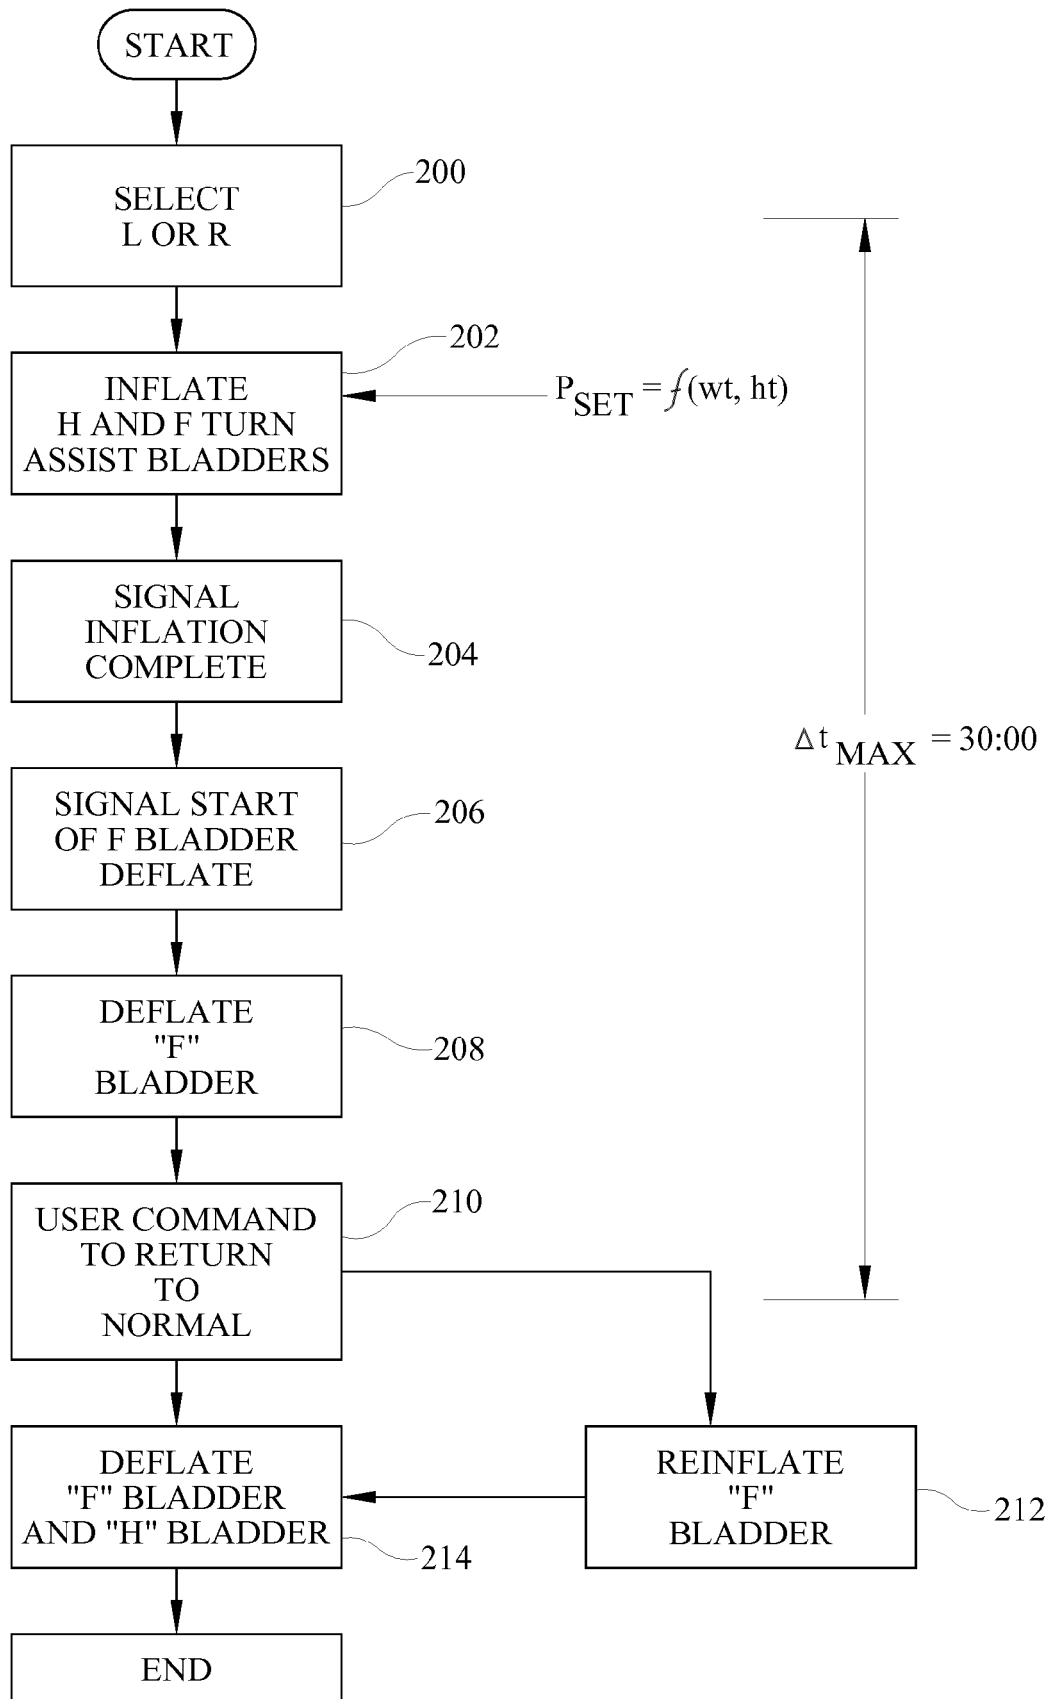 START
SELECT
L OR R
200
INFLATE
H AND F TURN
ASSIST BLADDERS
202
P SET = f(wt, ht)
SIGNAL
INFLATION
COMPLETE
204
Δt MAX = 30:00
SIGNAL START
OF F BLADDER
DEFLATE
206
DEFLATE
"F"
BLADDER
208
USER COMMAND
TO RETURN
TO
NORMAL
210
DEFLATE
"F" BLADDER
AND "H" BLADDER
214
REINFLATE
"F"
BLADDER
212
END